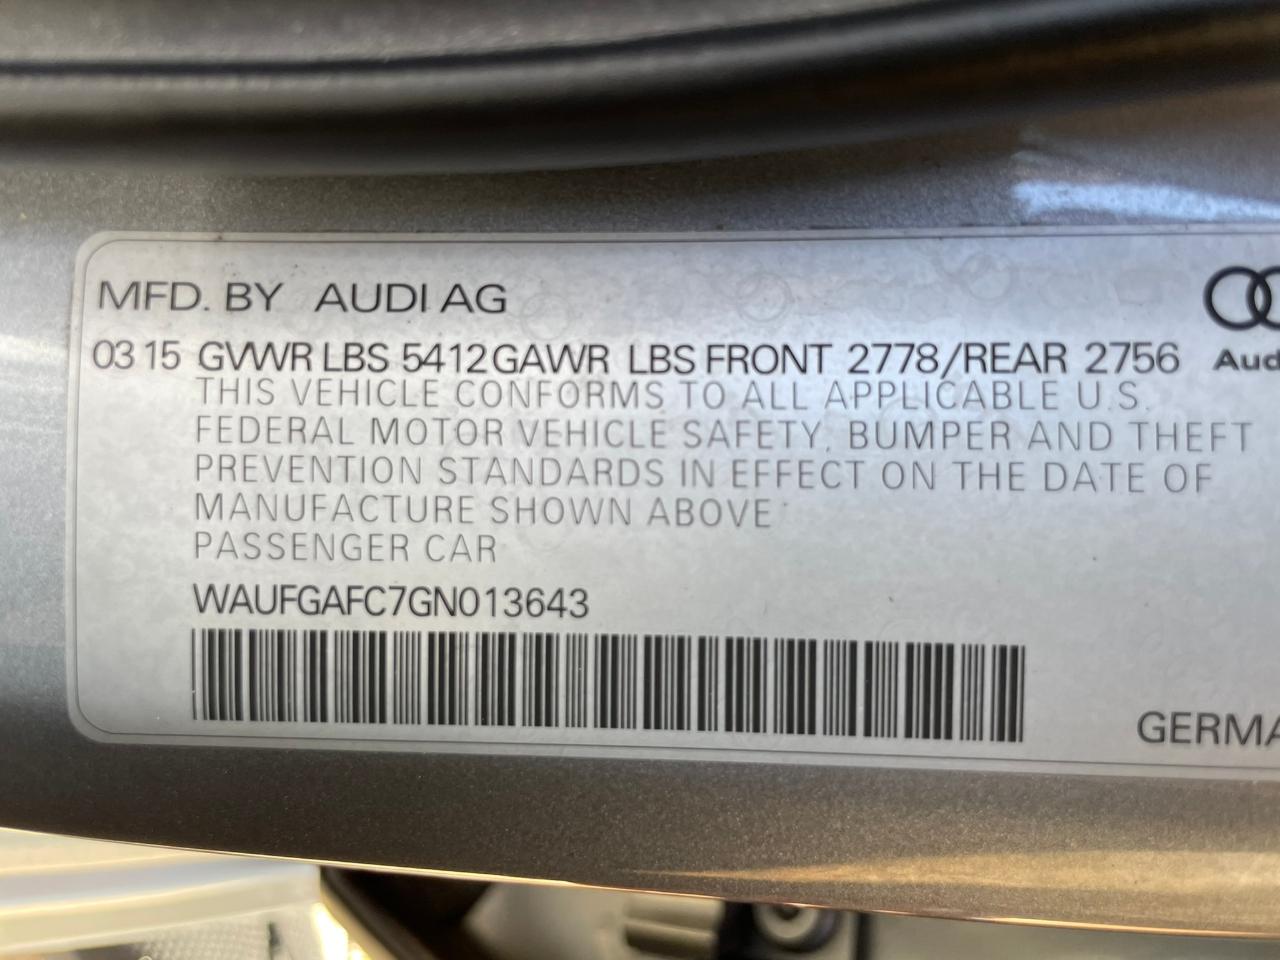 MFD. BY AUDI AG
03 15 GVWR LBS 5412 GAWR LBS FRONT 2778/REAR 2756
Audi
THIS VEHICLE CONFORMS TO ALL APPLICABLE U.S.
FEDERAL MOTOR VEHICLE SAFETY, BUMPER AND THEFT
PREVENTION STANDARDS IN EFFECT ON THE DATE OF
MANUFACTURE SHOWN ABOVE
PASSENGER CAR
WAUFGAFC7GN013643
GERMA